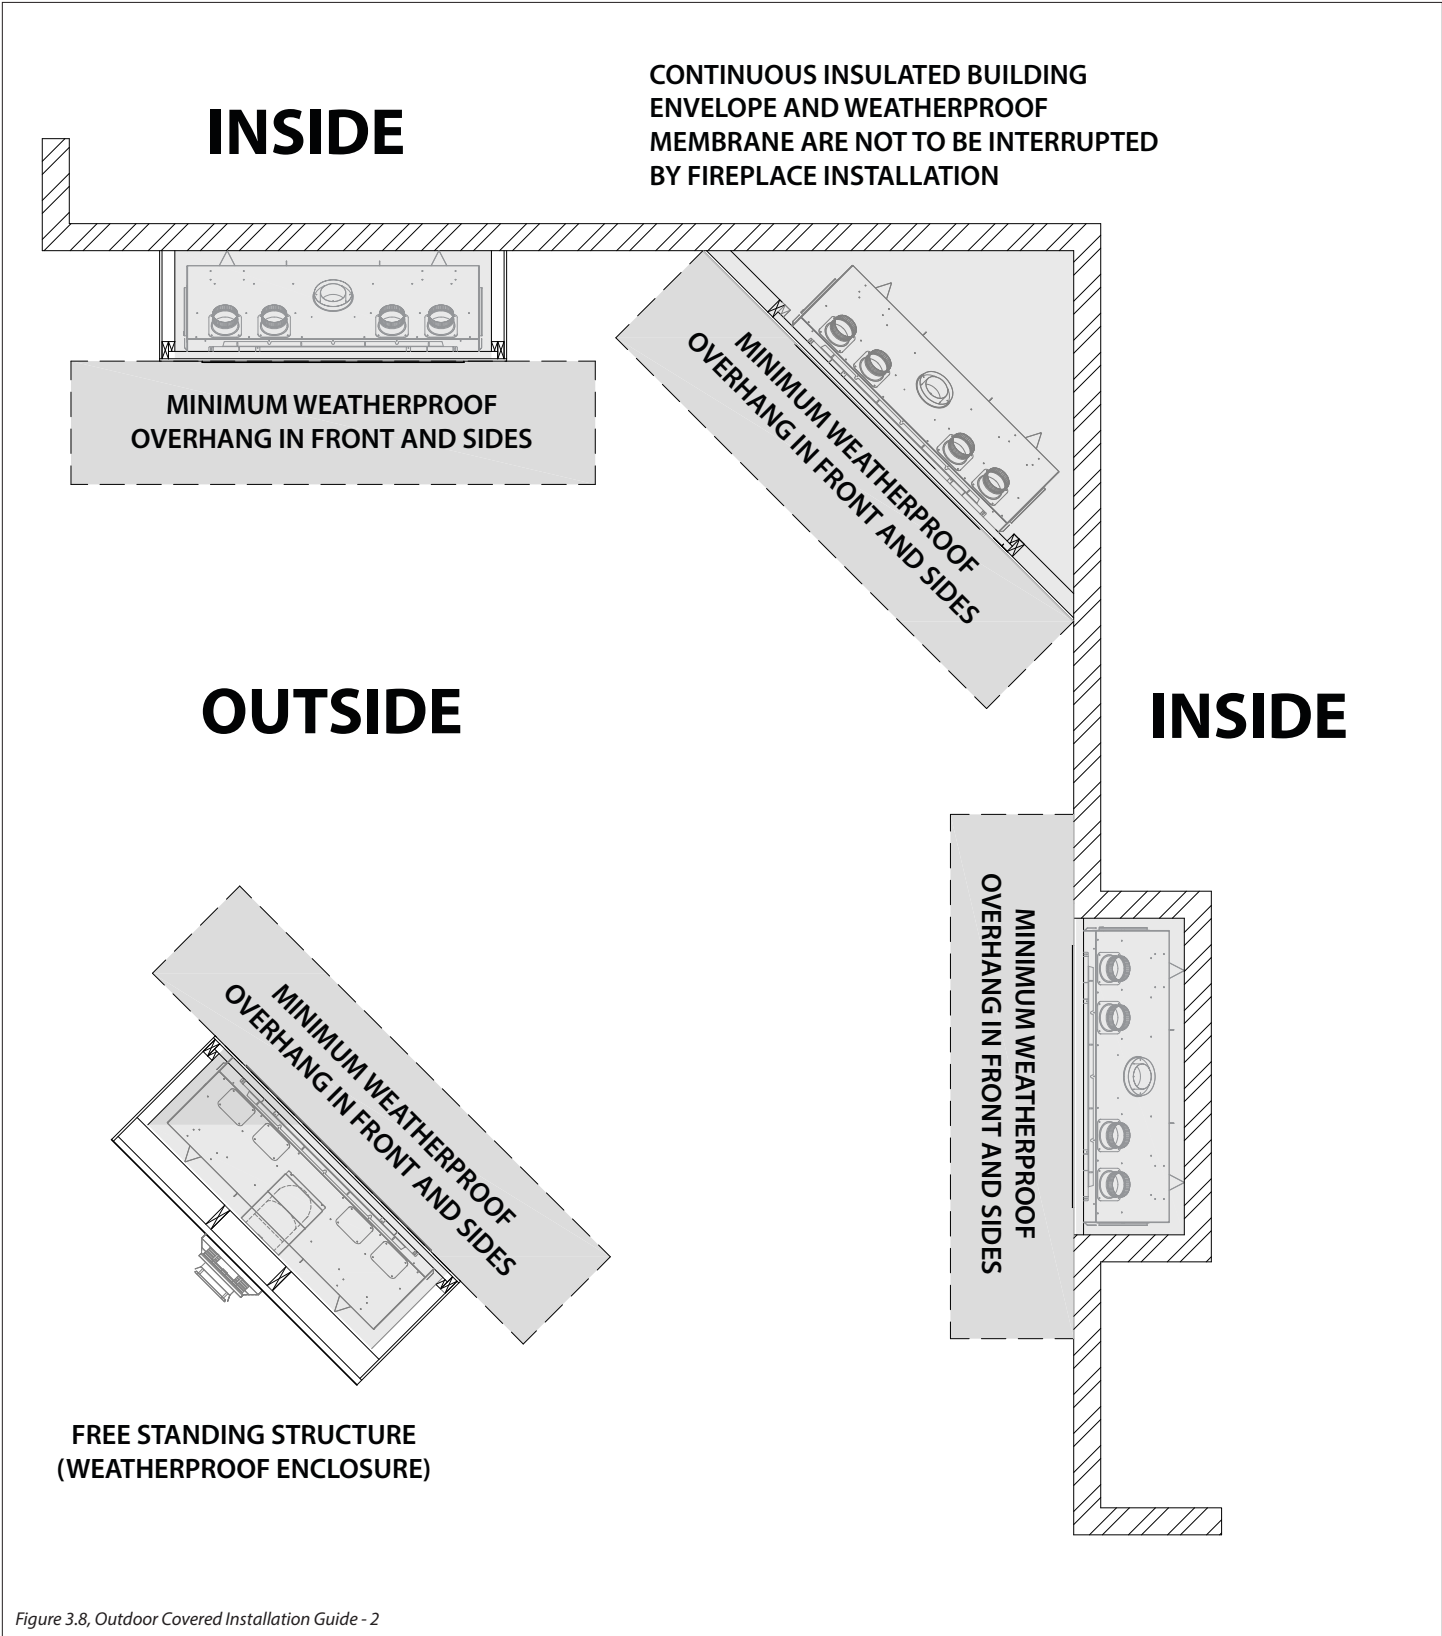 INSIDE
CONTINUOUS INSULATED BUILDING
ENVELOPE AND WEATHERPROOF
MEMBRANE ARE NOT TO BE INTERRUPTED
BY FIREPLACE INSTALLATION
MINIMUM WEATHERPROOF
OVERHANG IN FRONT AND SIDES
MINIMUM WEATHERPROOF
OVERHANG IN FRONT AND SIDES
OUTSIDE
INSIDE
MINIMUM WEATHERPROOF
OVERHANG IN FRONT AND SIDES
MINIMUM WEATHERPROOF
OVERHANG IN FRONT AND SIDES
FREE STANDING STRUCTURE
(WEATHERPROOF ENCLOSURE)
Figure 3.8, Outdoor Covered Installation Guide - 2